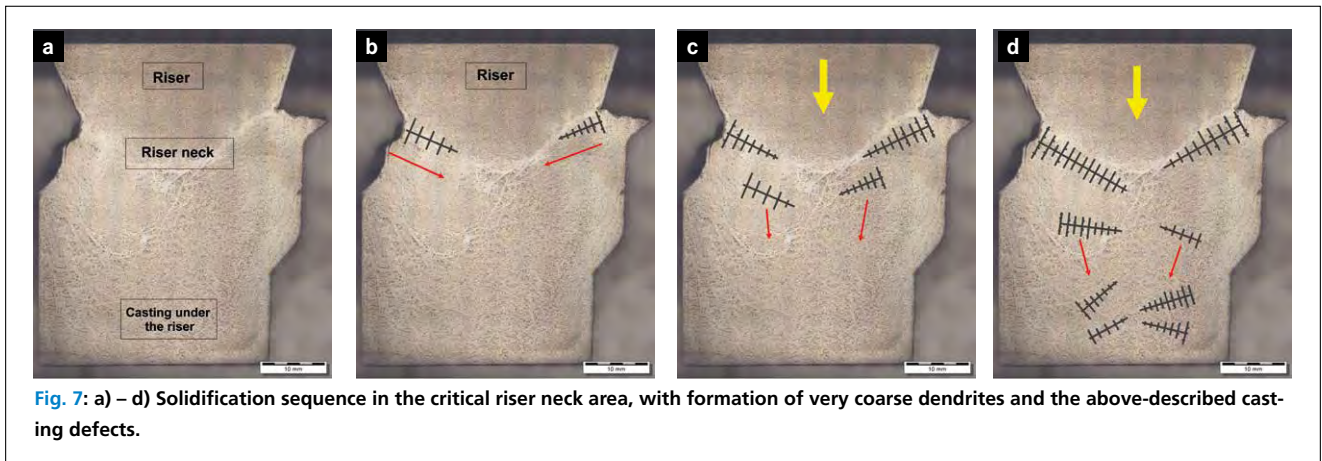 a
Riser
Riser neck
Casting under
the riser
10 mm
b
Riser
10 mm
c
10 mm
d
10 mm
Fig. 7: a) – d) Solidification sequence in the critical riser neck area, with formation of very coarse dendrites and the above-described cast-
ing defects.